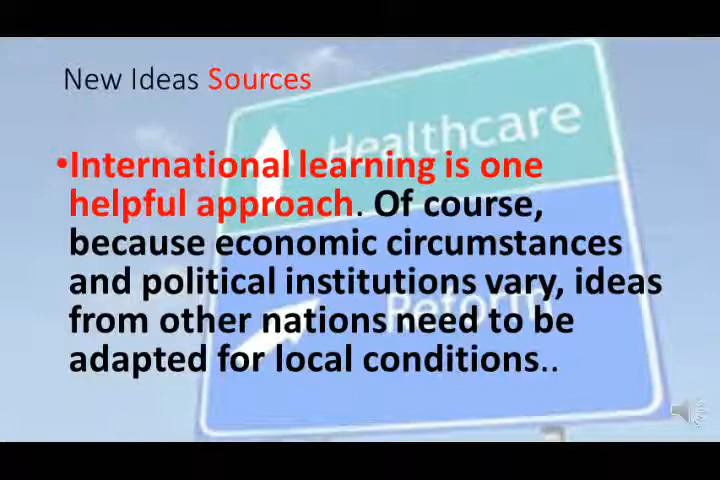 New Ideas Sources
Healthcare
•International learning is one
helpful approach. Of course,
because economic circumstances
and political institutions vary, ideas
Reform
from other nations need to be
adapted for local conditions..